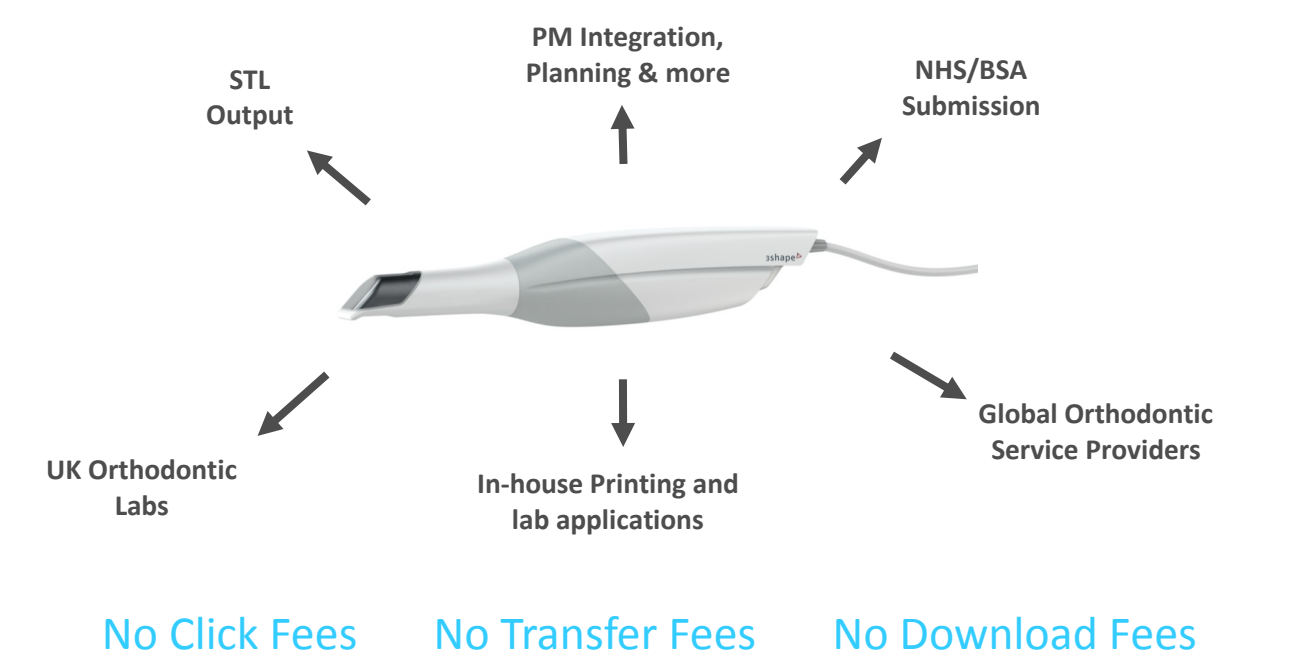 PM Integration,
Planning & more
STL
Output
NHS/BSA
Submission
3shape
UK Orthodontic
Labs
In-house Printing and
lab applications
Global Orthodontic
Service Providers
No Click Fees No Transfer Fees No Download Fees